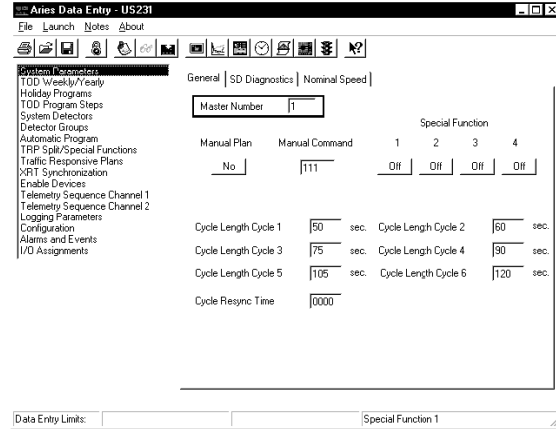 Aries Data Entry - US231
File Launch Notes About
System Parameters
TOD Weekly/Yearly
Holiday Programs
TOD Program Steps
System Detectors
Detector Groups
Automatic Program
TRP Split/Special Functions
Traffic Responsive Plans
XRT Synchronization
Enable Devices
Telemetry Sequence Channel 1
Telemetry Sequence Channel 2
Logging Parameters
Configuration
Alarms and Events
I/O Assignments
General SD Diagnostics Nominal Speed
Master Number 1
Special Function
Manual Plan Manual Command 1 2 3 4
No 111 Off Off Off Off
Cycle Length Cycle 1 50 sec. Cycle Length Cycle 2 60 sec.
Cycle Length Cycle 3 75 sec. Cycle Length Cycle 4 90 sec.
Cycle Length Cycle 5 105 sec. Cycle Length Cycle 6 120 sec.
Cycle Resync Time 0000
Data Entry Limits: Special Function 1